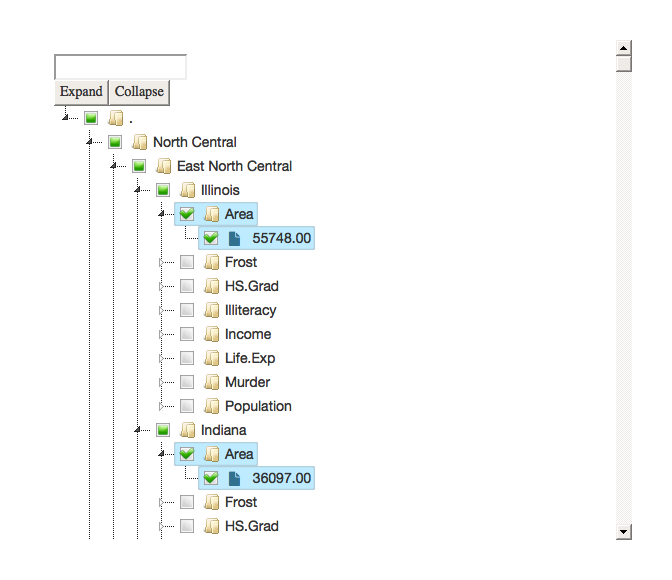 Expand Collapse
.
North Central
East North Central
Illinois
Area
55748.00
Frost
HS.Grad
Illiteracy
Income
Life.Exp
Murder
Population
Indiana
Area
36097.00
Frost
HS.Grad